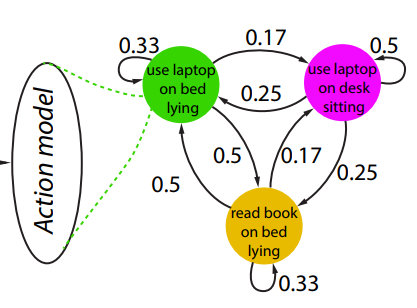 0.33
0.17
0.5
use laptop
on bed
lying
use laptop
on desk
sitting
0.25
Action model
0.5
0.17
0.25
0.5
read book
on bed
lying
0.33